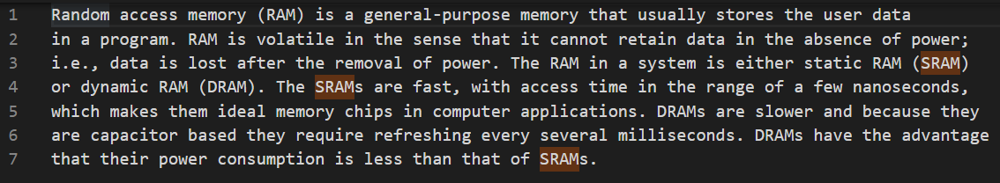 1 Random access memory (RAM) is a general-purpose memory that usually stores the user data
2 in a program. RAM is volatile in the sense that it cannot retain data in the absence of power;
3 i.e., data is lost after the removal of power. The RAM in a system is either static RAM (SRAM)
4 or dynamic RAM (DRAM). The SRAMs are fast, with access time in the range of a few nanoseconds,
5 which makes them ideal memory chips in computer applications. DRAMs are slower and because they
6 are capacitor based they require refreshing every several milliseconds. DRAMs have the advantage
7 that their power consumption is less than that of SRAMs.